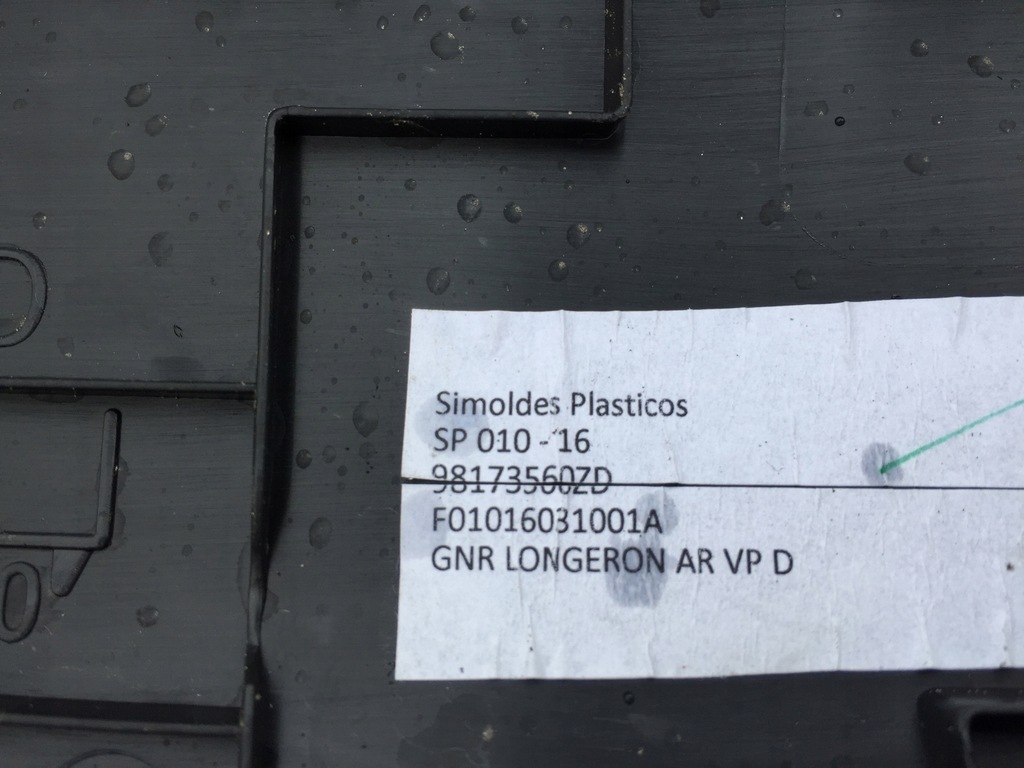 Simoldes Plasticos
SP 010 - 16
98173560ZD
F01016031001A
GNR LONGERON AR VP D